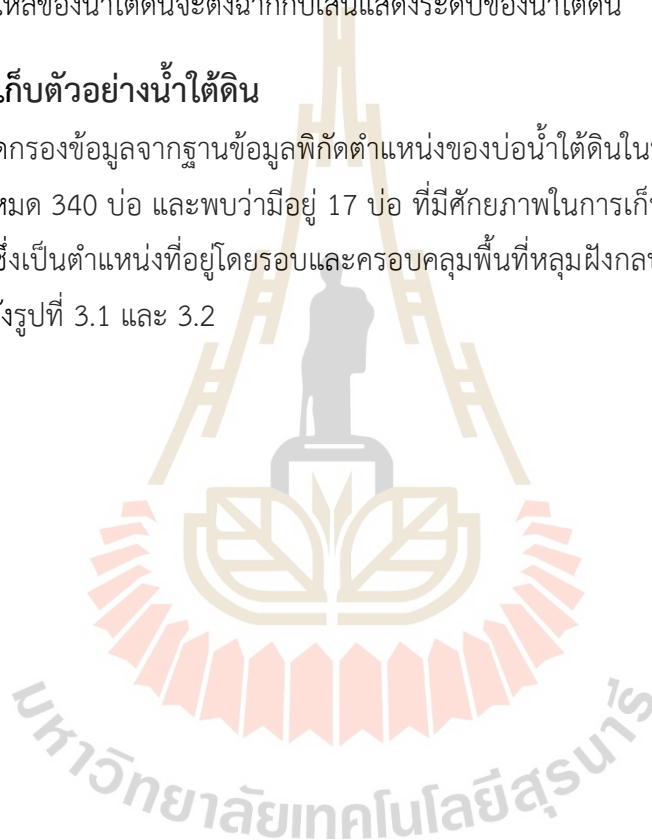 ไหลของน้ำใต้ดินจะตั้งฉากกับเส้นแสดงระดับของน้ำใต้ดิน
เก็บตัวอย่างน้ำใต้ดิน
ดกรองข้อมูลจากฐานข้อมูลพิกัดตำแหน่งของบ่อน้ำใต้ดินใน
หมด 340 บ่อ และพบว่ามีอยู่ 17 บ่อ ที่มีศักยภาพในการเก็
ซึ่งเป็นตำแหน่งที่อยู่โดยรอบและครอบคลุมพื้นที่หลุมฝังกลบ
ังรูปที่ 3.1 และ 3.2
มหาวิทยาลัยเทคโนโลยีสุรนารี